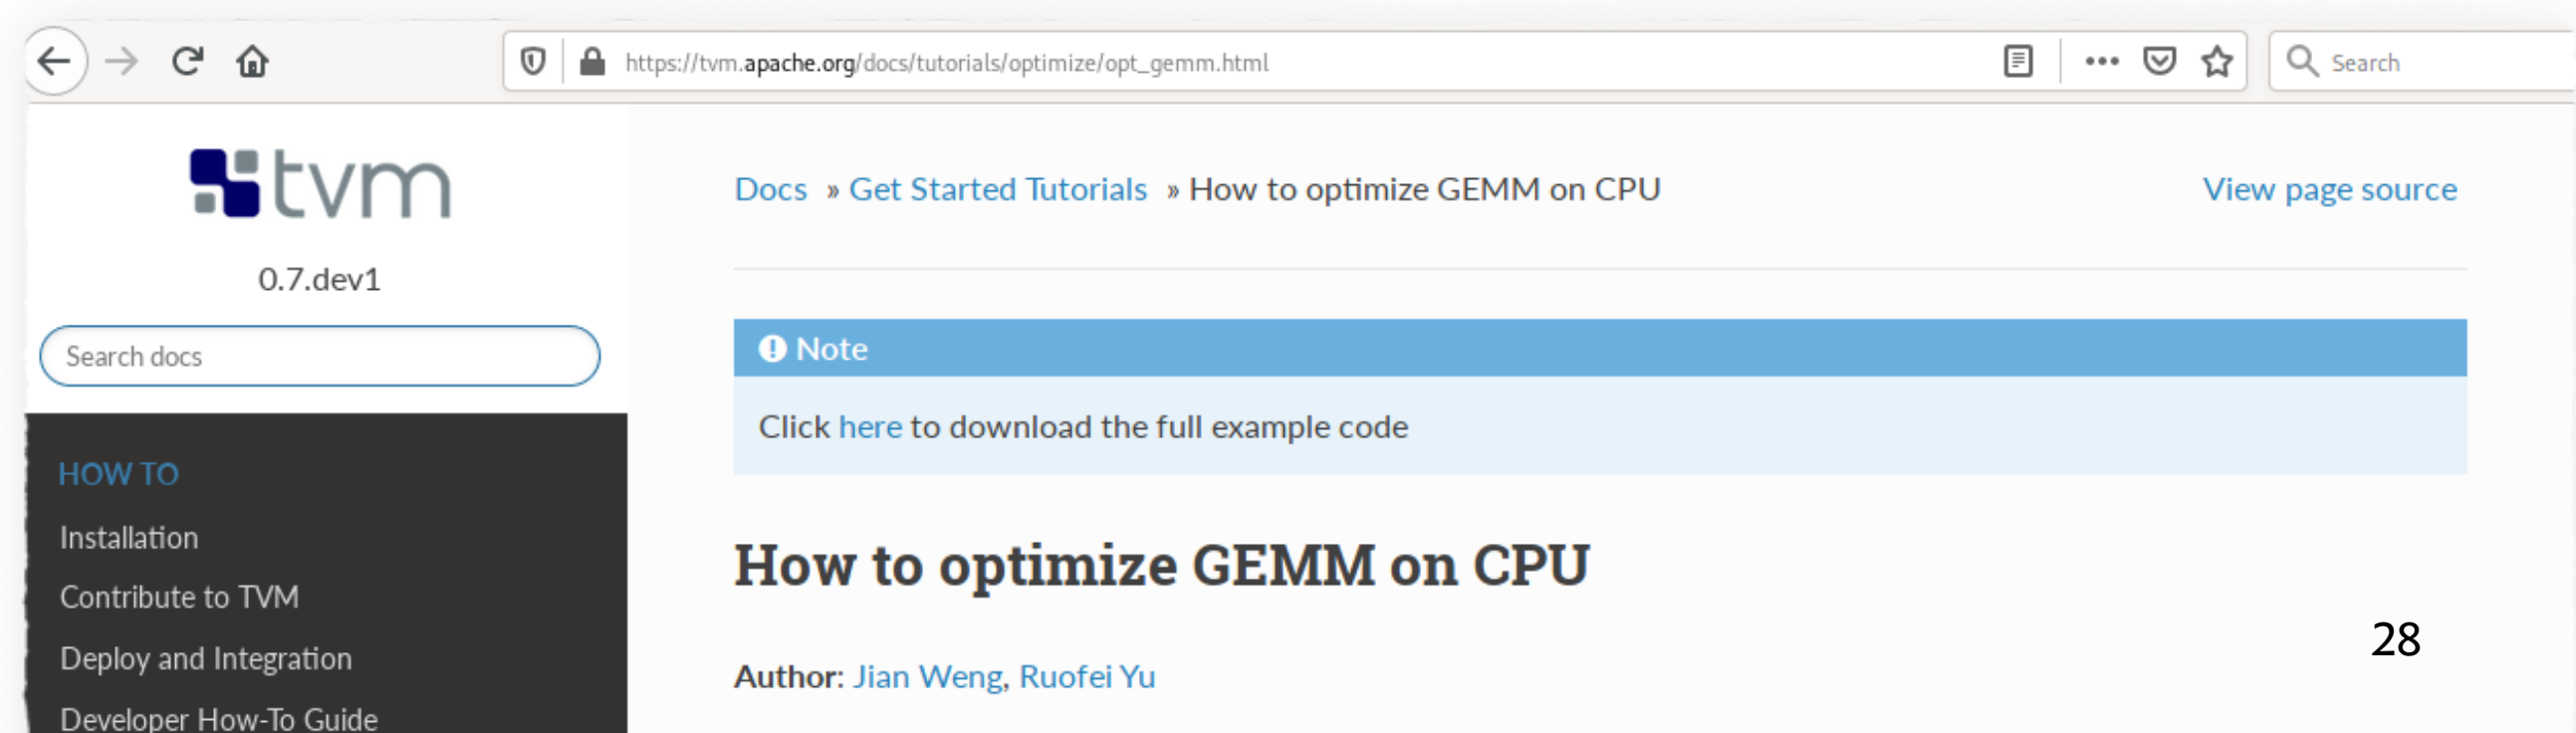 https://tvm.apache.org/docs/tutorials/optimize/opt_gemm.html
Search
tvm
0.7.dev1
Search docs
HOW TO
Installation
Contribute to TVM
Deploy and Integration
Developer How-To Guide
Docs » Get Started Tutorials » How to optimize GEMM on CPU
View page source
Note
Click here to download the full example code
How to optimize GEMM on CPU
Author: Jian Weng, Ruofei Yu
28